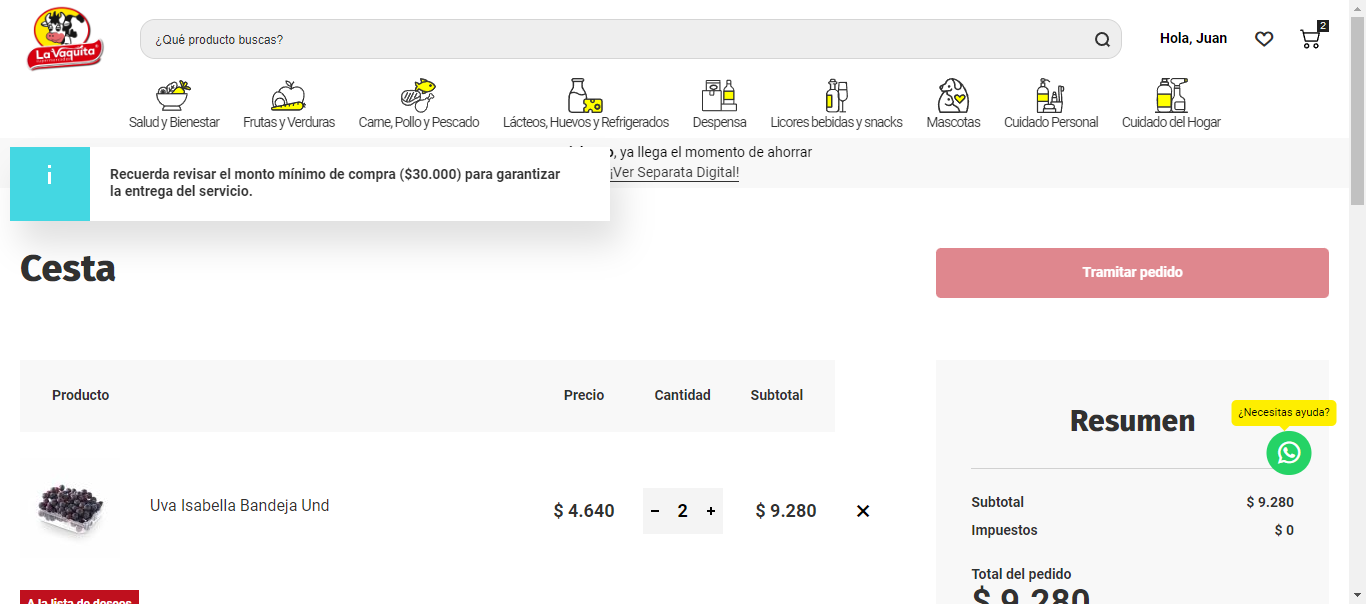 La Vaquita
¿Qué producto buscas?
Hola, Juan
2
Salud y Bienestar
Frutas y Verduras
Carne, Pollo y Pescado
Lácteos, Huevos y Refrigerados
Despensa
Licores bebidas y snacks
Mascotas
Cuidado Personal
Cuidado del Hogar
, ya llega el momento de ahorrar
¡Ver Separata Digital!
i
Recuerda revisar el monto mínimo de compra ($30.000) para garantizar
la entrega del servicio.
Cesta
Tramitar pedido
Producto Precio Cantidad Subtotal
Uva Isabella Bandeja Und $ 4.640 − 2 + $ 9.280 ×
A la lista de deseos
Resumen
¿Necesitas ayuda?
Subtotal $ 9.280
Impuestos $ 0
Total del pedido
$ 9.280